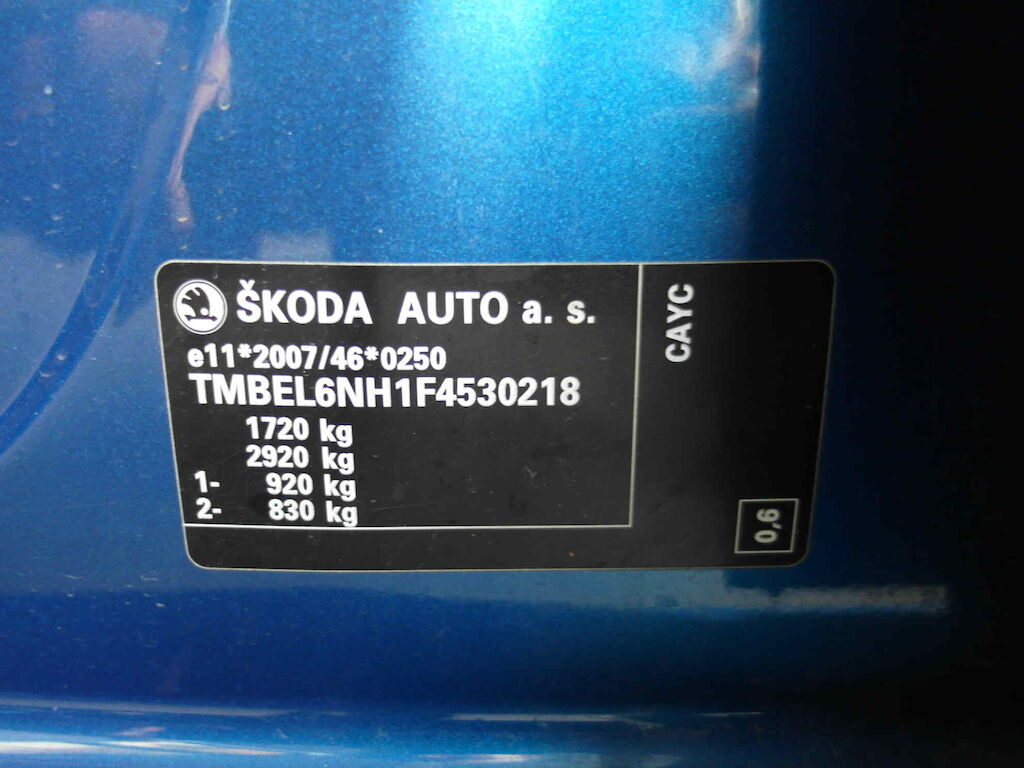 ŠKODA AUTO a. s.
e11*2007/46*0250
TMBEL6NH1F4530218
1720 kg
2920 kg
1- 920 kg
2- 830 kg
CAYC
0,6